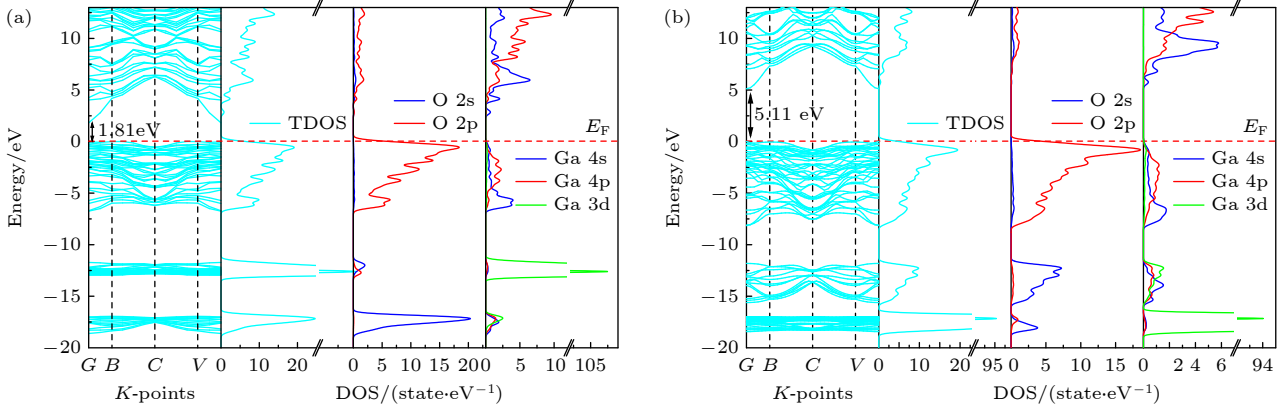 (a)
Energy/eV
10
5
0
−5
−10
−15
−20
1.81eV
TDOS
O 2s
O 2p
E_F
Ga 4s
Ga 4p
Ga 3d
G B C V
0 10 20
0 5 10 15 20
0 5 10 105
K-points
DOS/(state·eV⁻¹)
(b)
Energy/eV
10
5
0
−5
−10
−15
−20
5.11 eV
TDOS
O 2s
O 2p
E_F
Ga 4s
Ga 4p
Ga 3d
G B C V
0 10 20 95
0 5 10 15
0 2 4 6 94
K-points
DOS/(state·eV⁻¹)